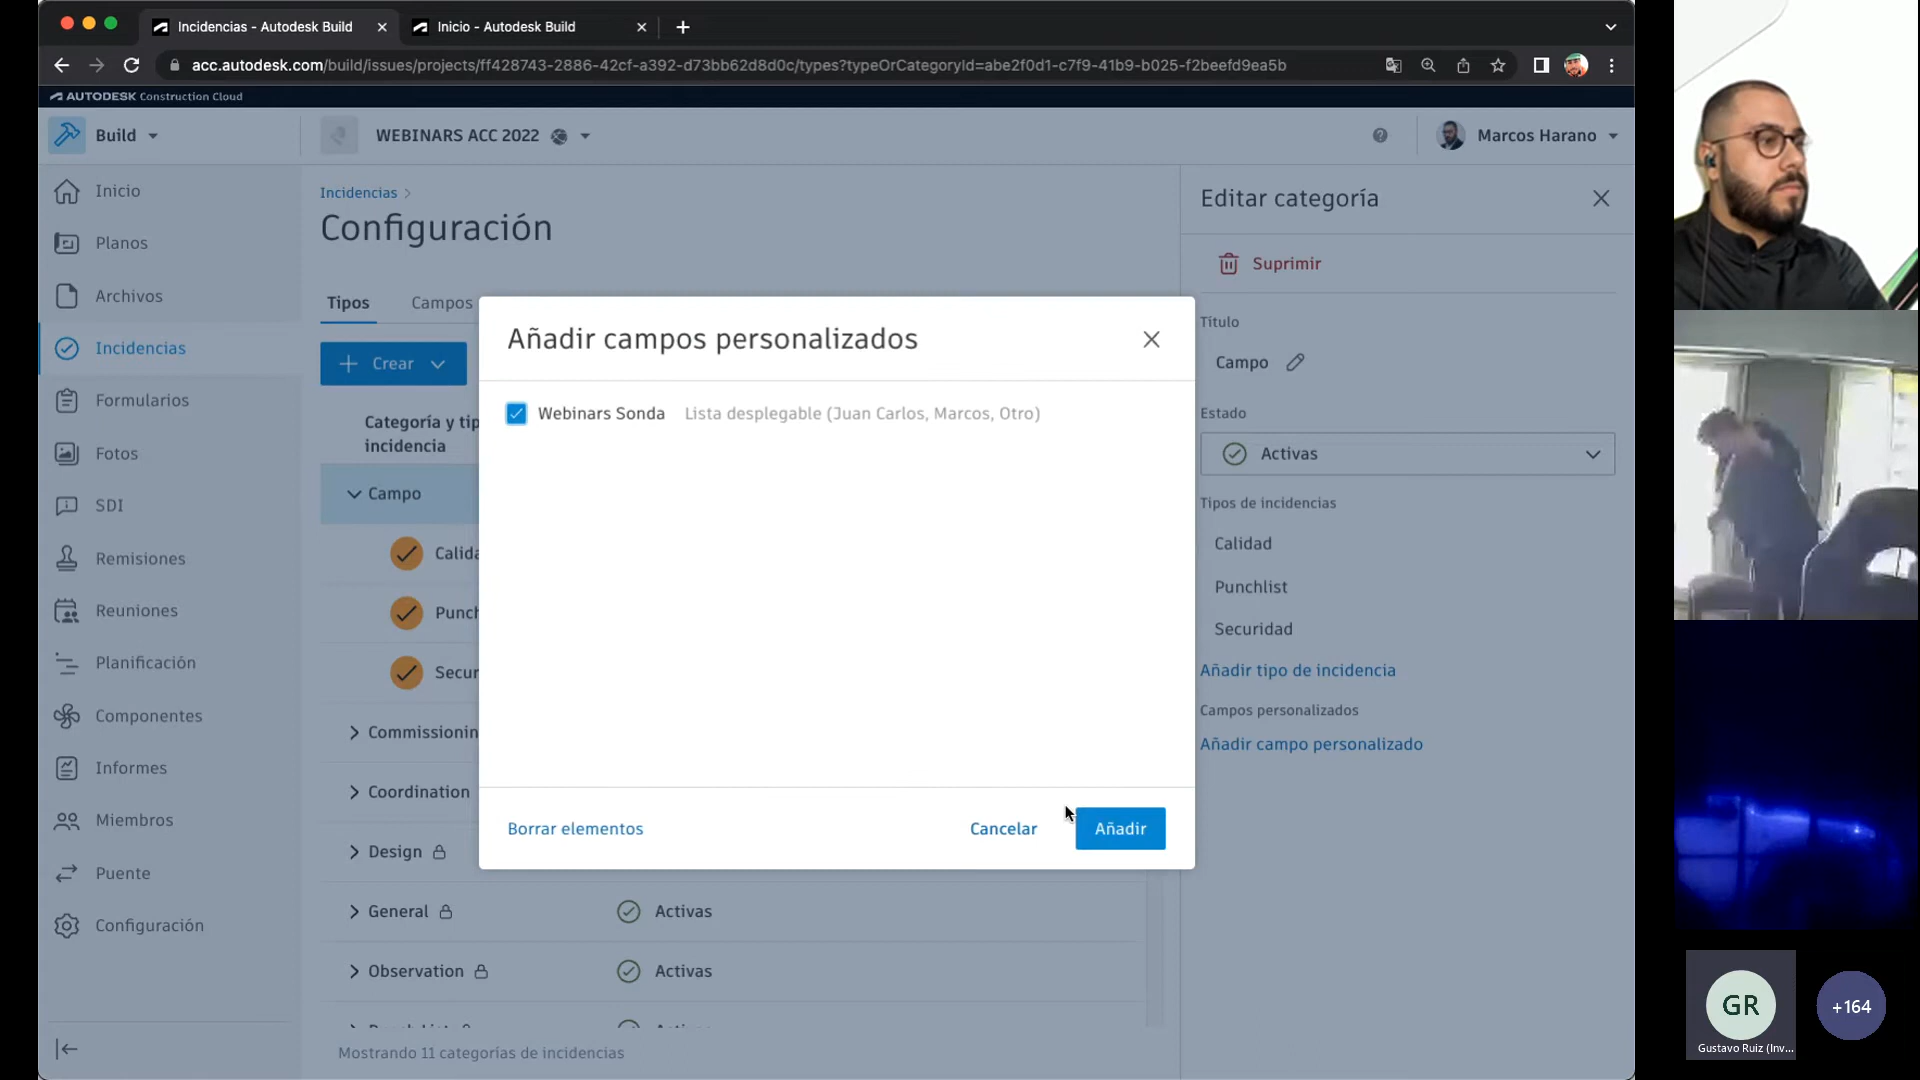 Incidencias - Autodesk Build
Inicio - Autodesk Build
acc.autodesk.com/build/issues/projects/ff428743-2886-42cf-a392-d73bb62d8d0c/types?typeOrCategoryId=abe2f0d1-c7f9-41b9-b025-f2beefd9ea5b
AUTODESK Construction Cloud
Build
WEBINARS ACC 2022
Marcos Harano
Inicio
Planos
Archivos
Incidencias
Formularios
Fotos
SDI
Remisiones
Reuniones
Planificación
Componentes
Informes
Miembros
Puente
Configuración
Incidencias
Configuración
Tipos
Campos
Crear
Categoría y tip
incidencia
Campo
Calida
Punch
Secur
Commissionin
Coordination
Design
General
Activas
Observation
Activas
Mostrando 11 categorías de incidencias
Añadir campos personalizados
Webinars Sonda
Lista desplegable (Juan Carlos, Marcos, Otro)
Borrar elementos
Cancelar
Añadir
Editar categoría
Suprimir
Título
Campo
Estado
Activas
Tipos de incidencias
Calidad
Punchlist
Securidad
Añadir tipo de incidencia
Campos personalizados
Añadir campo personalizado
GR
Gustavo Ruiz (Inv...
+164